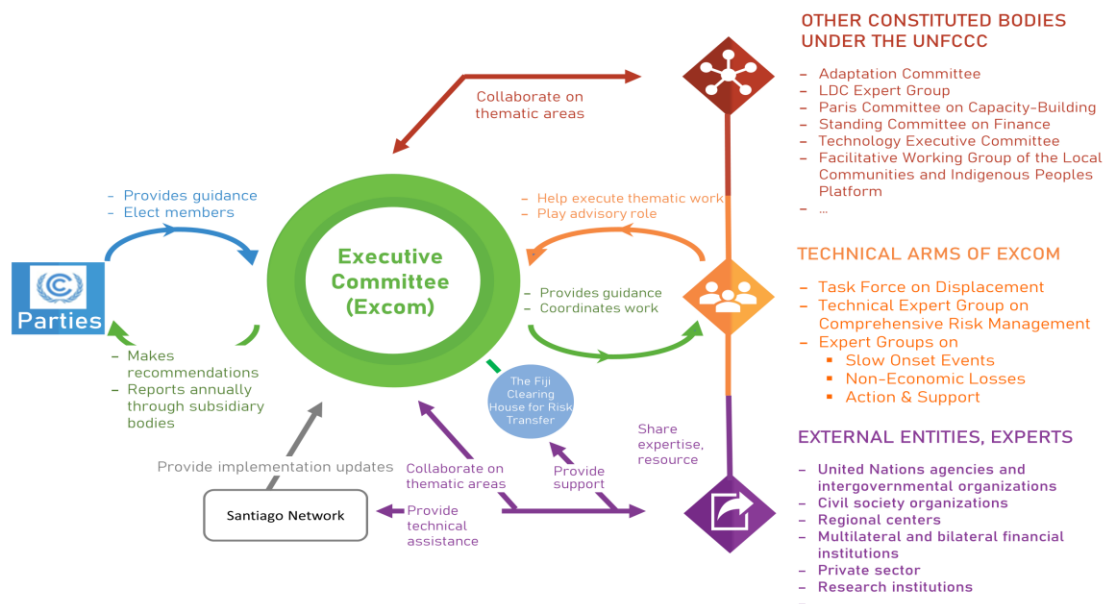 OTHER CONSTITUTED BODIES
UNDER THE UNFCCC
– Adaptation Committee
– LDC Expert Group
– Paris Committee on Capacity-Building
– Standing Committee on Finance
– Technology Executive Committee
– Facilitative Working Group of the Local
Communities and Indigenous Peoples
Platform
– ...
Collaborate on
thematic areas
- Provides guidance
- Elect members
- Help execute thematic work
- Play advisory role
Executive
Committee
(Excom)
Parties
– Provides guidance
– Coordinates work
– Makes
recommendations
– Reports annually
through subsidiary
bodies
TECHNICAL ARMS OF EXCOM
– Task Force on Displacement
– Technical Expert Group on
Comprehensive Risk Management
– Expert Groups on
▪ Slow Onset Events
▪ Non-Economic Losses
▪ Action & Support
The Fiji
Clearing
House for Risk
Transfer
Share
expertise,
resource
Provide implementation updates
Collaborate on
thematic areas
Provide
support
Santiago Network
Provide
technical
assistance
EXTERNAL ENTITIES, EXPERTS
– United Nations agencies and
intergovernmental organizations
– Civil society organizations
– Regional centers
– Multilateral and bilateral financial
institutions
– Private sector
– Research institutions